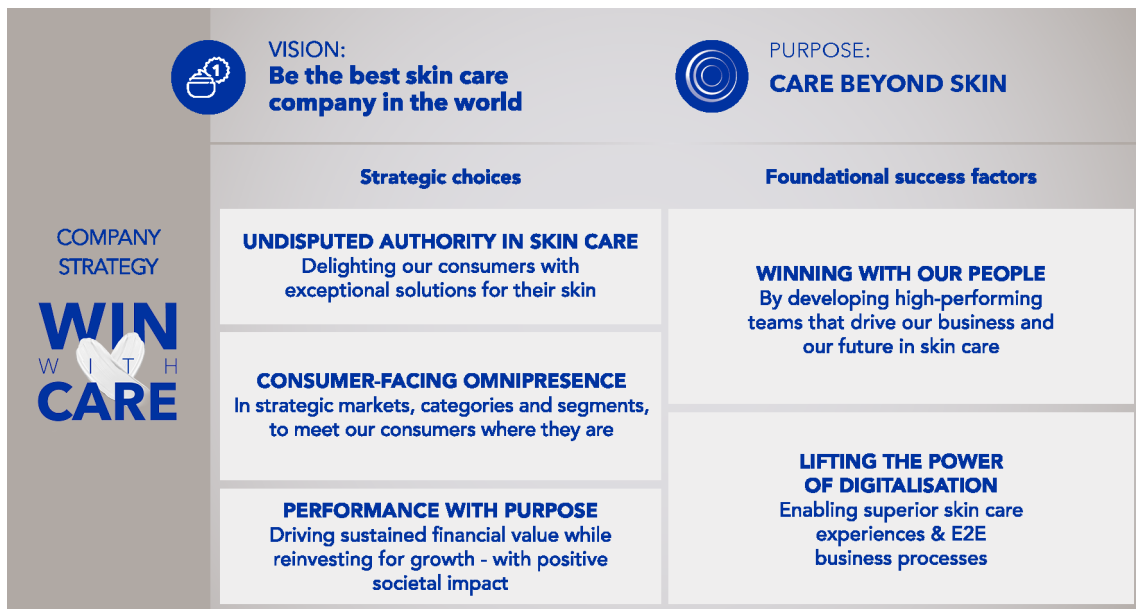 VISION:
Be the best skin care
company in the world
1
PURPOSE:
CARE BEYOND SKIN
COMPANY
STRATEGY
WIN
WITH
CARE
Strategic choices
UNDISPUTED AUTHORITY IN SKIN CARE
Delighting our consumers with
exceptional solutions for their skin
CONSUMER-FACING OMNIPRESENCE
In strategic markets, categories and segments,
to meet our consumers where they are
PERFORMANCE WITH PURPOSE
Driving sustained financial value while
reinvesting for growth - with positive
societal impact
Foundational success factors
WINNING WITH OUR PEOPLE
By developing high-performing
teams that drive our business and
our future in skin care
LIFTING THE POWER
OF DIGITALISATION
Enabling superior skin care
experiences & E2E
business processes